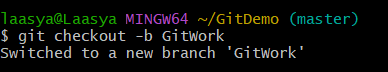 laasya@Laasya MINGW64 ~/GitDemo (master)
$ git checkout -b GitWork
Switched to a new branch 'GitWork'